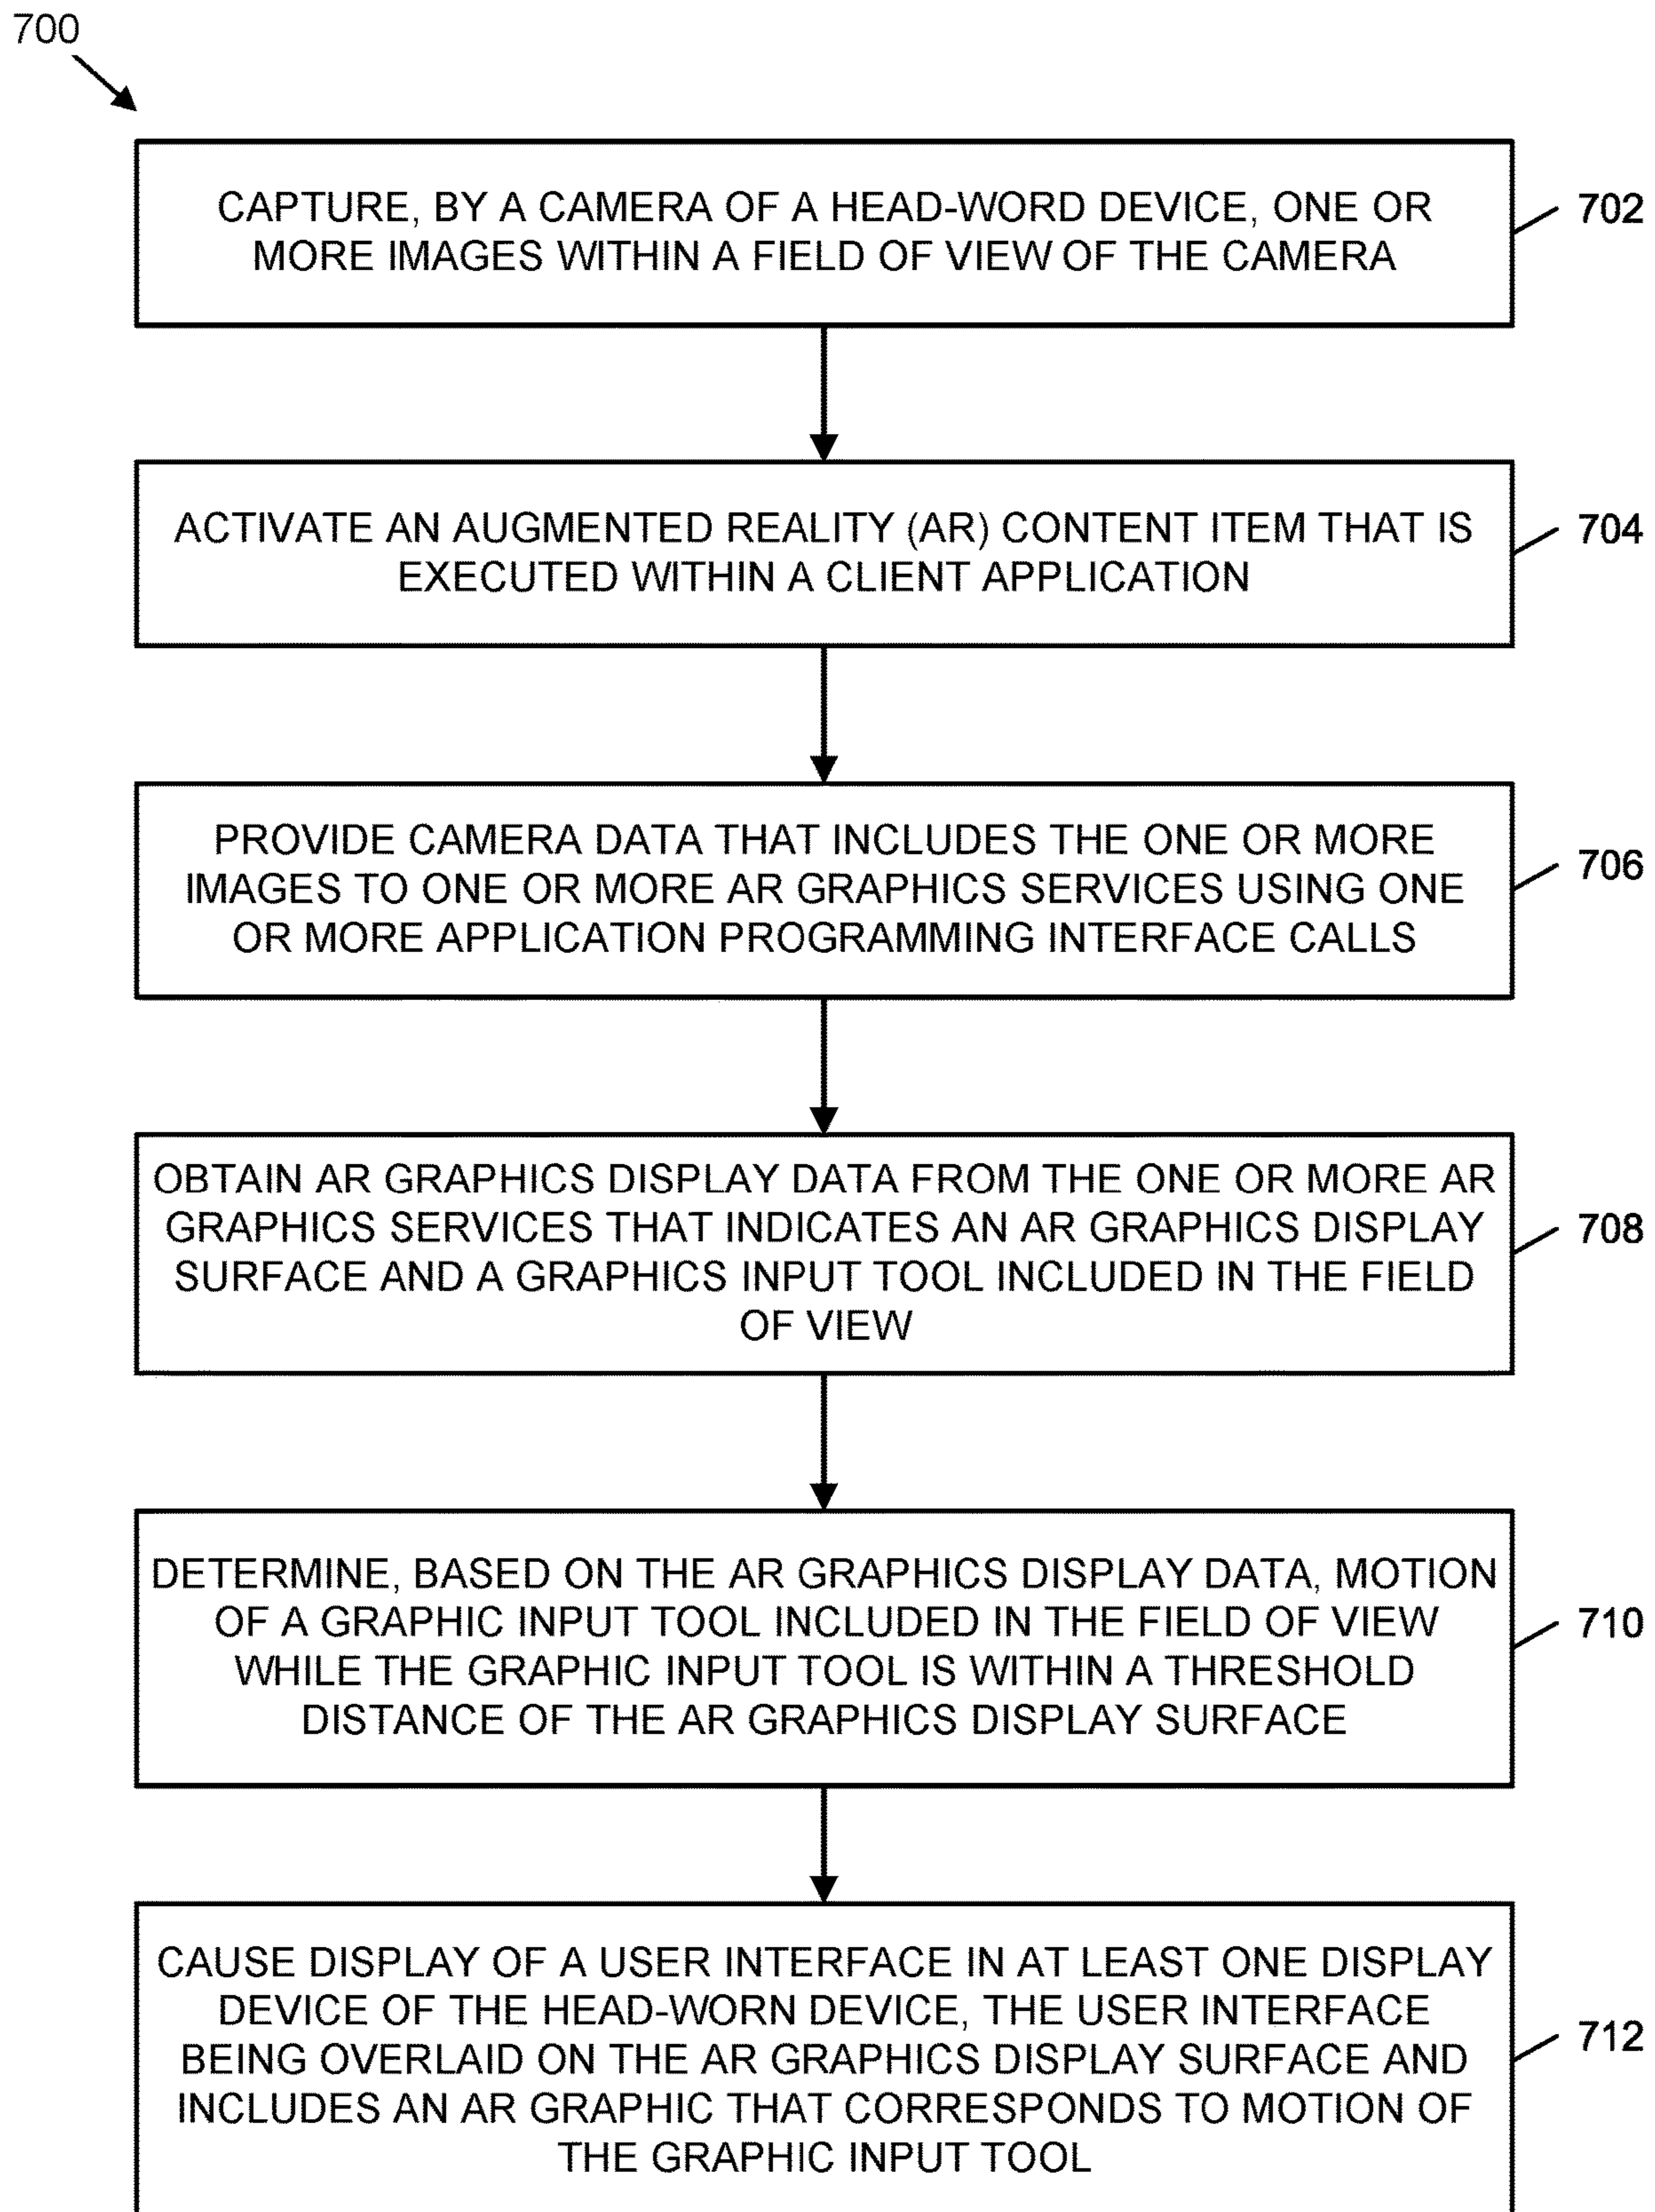 700
CAPTURE, BY A CAMERA OF A HEAD-WORD DEVICE, ONE OR
MORE IMAGES WITHIN A FIELD OF VIEW OF THE CAMERA
702
ACTIVATE AN AUGMENTED REALITY (AR) CONTENT ITEM THAT IS
EXECUTED WITHIN A CLIENT APPLICATION
704
PROVIDE CAMERA DATA THAT INCLUDES THE ONE OR MORE
IMAGES TO ONE OR MORE AR GRAPHICS SERVICES USING ONE
OR MORE APPLICATION PROGRAMMING INTERFACE CALLS
706
OBTAIN AR GRAPHICS DISPLAY DATA FROM THE ONE OR MORE AR
GRAPHICS SERVICES THAT INDICATES AN AR GRAPHICS DISPLAY
SURFACE AND A GRAPHICS INPUT TOOL INCLUDED IN THE FIELD
OF VIEW
708
DETERMINE, BASED ON THE AR GRAPHICS DISPLAY DATA, MOTION
OF A GRAPHIC INPUT TOOL INCLUDED IN THE FIELD OF VIEW
WHILE THE GRAPHIC INPUT TOOL IS WITHIN A THRESHOLD
DISTANCE OF THE AR GRAPHICS DISPLAY SURFACE
710
CAUSE DISPLAY OF A USER INTERFACE IN AT LEAST ONE DISPLAY
DEVICE OF THE HEAD-WORN DEVICE, THE USER INTERFACE
BEING OVERLAID ON THE AR GRAPHICS DISPLAY SURFACE AND
INCLUDES AN AR GRAPHIC THAT CORRESPONDS TO MOTION OF
THE GRAPHIC INPUT TOOL
712